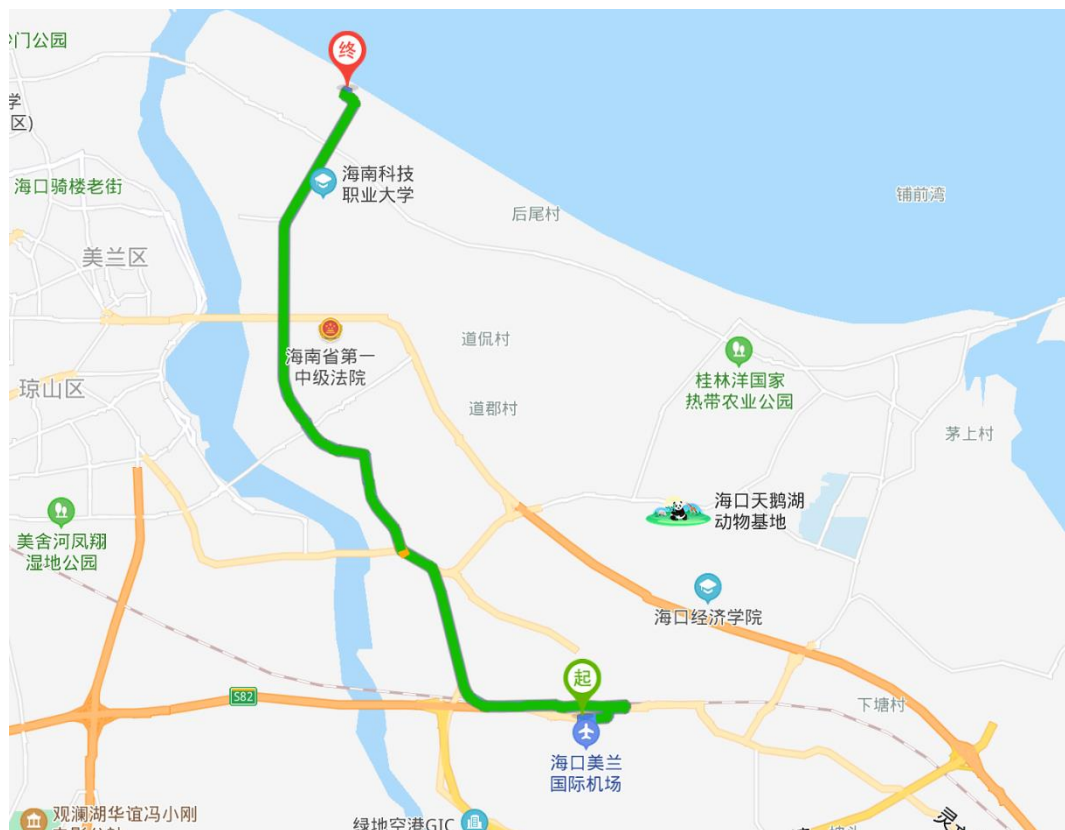 门公园
终
学
区)
海南科技
职业大学
海口骑楼老街
后尾村
铺前湾
美兰区
海南省第一
中级法院
道侃村
桂林洋国家
热带农业公园
琼山区
道郡村
茅上村
海口天鹅湖
动物基地
美舍河凤翔
湿地公园
海口经济学院
起
S82
下塘村
海口美兰
国际机场
观澜湖华谊冯小刚
绿地空港GIC